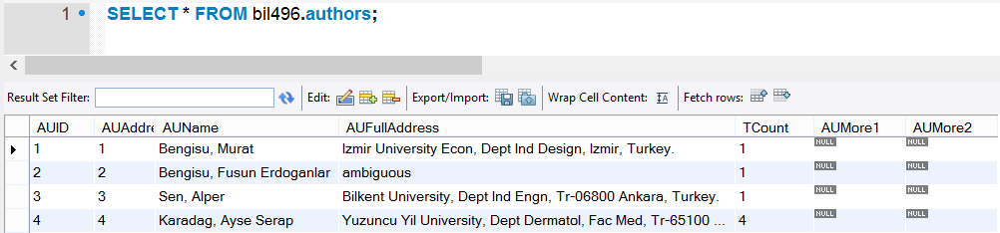 1 SELECT * FROM bil496.authors;
Result Set Filter: Edit: Export/Import: Wrap Cell Content: Fetch rows:
AUID AUAddre AUName AUFullAddress TCount AUMore1 AUMore2
1 1 Bengisu, Murat Izmir University Econ, Dept Ind Design, Izmir, Turkey. 1 NULL NULL
2 2 Bengisu, Fusun Erdoganlar ambiguous 1 NULL NULL
3 3 Sen, Alper Bilkent University, Dept Ind Engn, Tr-06800 Ankara, Turkey. 1 NULL NULL
4 4 Karadag, Ayse Serap Yuzuncu Yil University, Dept Dermatol, Fac Med, Tr-65100 ... 4 NULL NULL